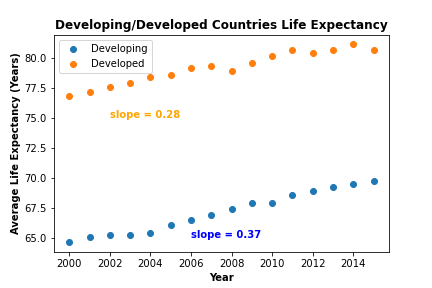 Developing/Developed Countries Life Expectancy
Developing
Developed
80.0
77.5
75.0
72.5
70.0
67.5
65.0
slope = 0.28
slope = 0.37
Average Life Expectancy (Years)
2000 2002 2004 2006 2008 2010 2012 2014
Year